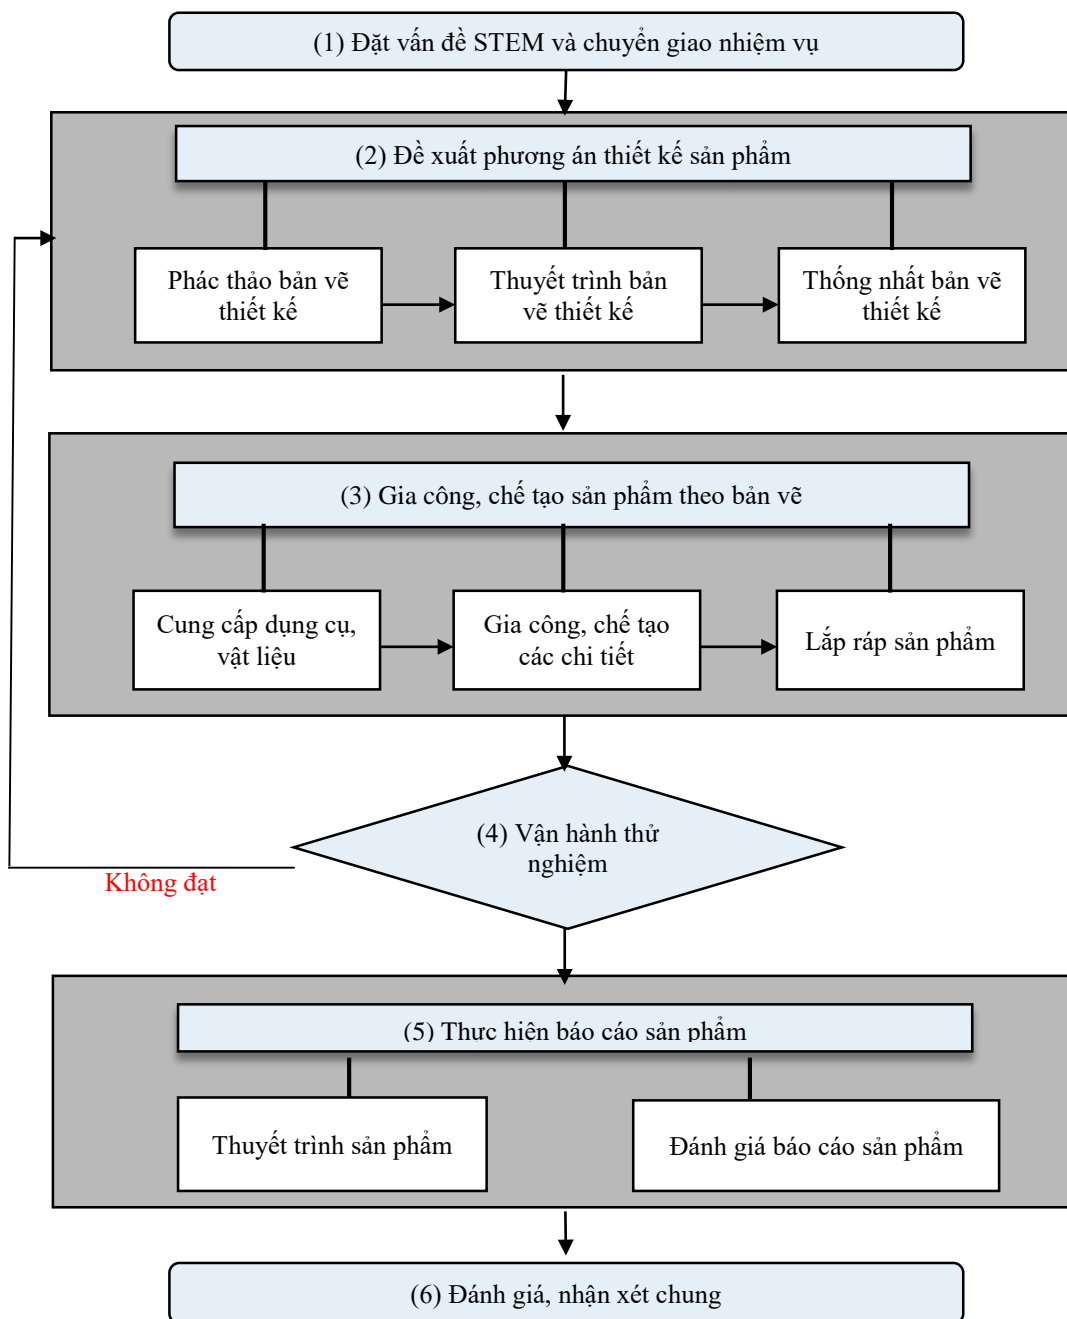 (1) Đặt vấn đề STEM và chuyển giao nhiệm vụ
(2) Đề xuất phương án thiết kế sản phẩm
Phác thảo bản vẽ
thiết kế
Thuyết trình bản
vẽ thiết kế
Thống nhất bản vẽ
thiết kế
(3) Gia công, chế tạo sản phẩm theo bản vẽ
Cung cấp dụng cụ,
vật liệu
Gia công, chế tạo
các chi tiết
Lắp ráp sản phẩm
(4) Vận hành thử
nghiệm
Không đạt
(5) Thực hiện báo cáo sản phẩm
Thuyết trình sản phẩm
Đánh giá báo cáo sản phẩm
(6) Đánh giá, nhận xét chung